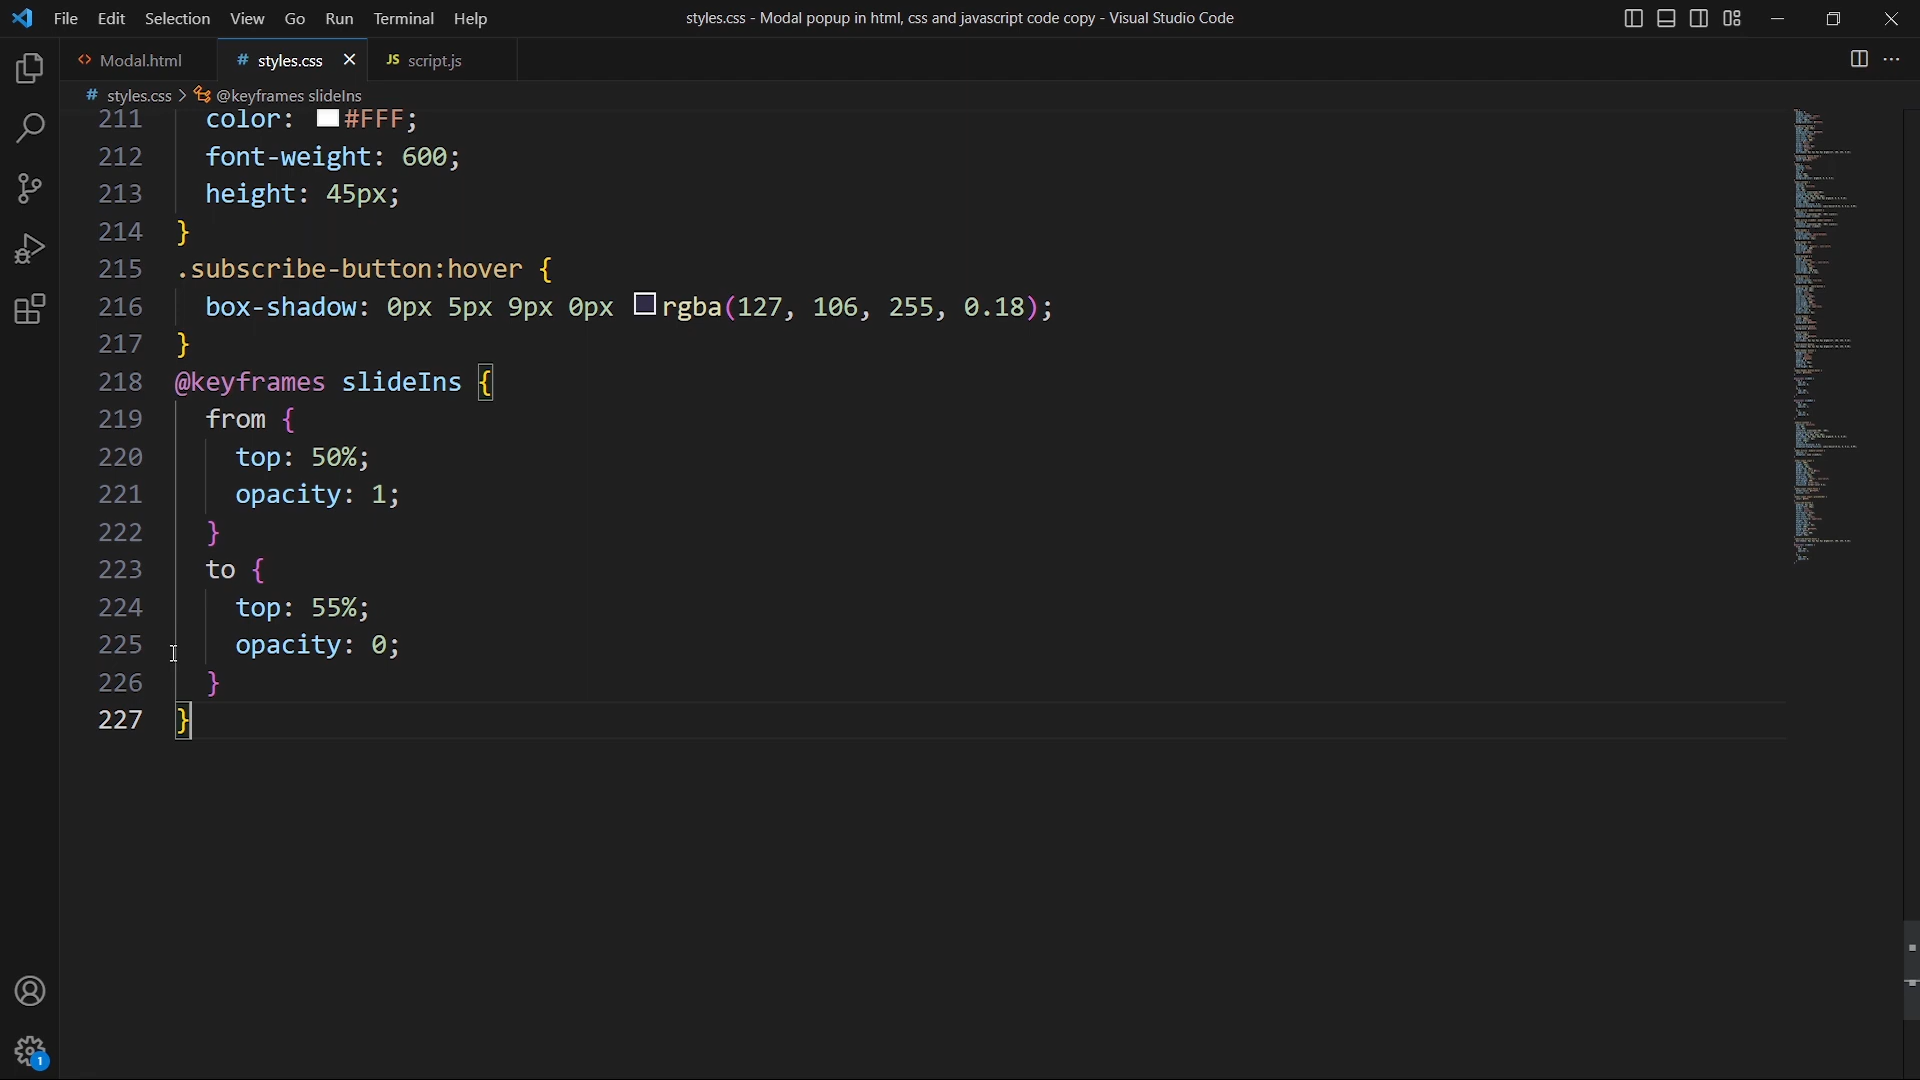 File Edit Selection View Go Run Terminal Help
styles.css - Modal popup in html, css and javascript code copy - Visual Studio Code
<> Modal.html
# styles.css
JS script.js
# styles.css > @keyframes slideIns
211 color: #FFF;
212 font-weight: 600;
213 height: 45px;
214 }
215 .subscribe-button:hover {
216 box-shadow: 0px 5px 9px 0px rgba(127, 106, 255, 0.18);
217 }
218 @keyframes slideIns {
219 from {
220 top: 50%;
221 opacity: 1;
222 }
223 to {
224 top: 55%;
225 opacity: 0;
226 }
227 }
1